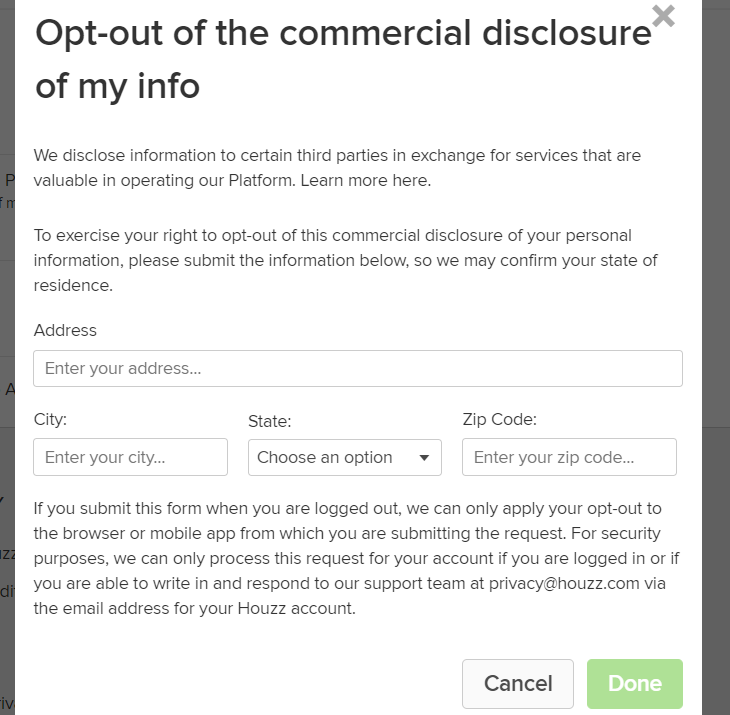 Opt-out of the commercial disclosure
of my info
We disclose information to certain third parties in exchange for services that are
valuable in operating our Platform. Learn more here.
To exercise your right to opt-out of this commercial disclosure of your personal
information, please submit the information below, so we may confirm your state of
residence.
Address
Enter your address...
City:
State:
Zip Code:
Enter your city...
Choose an option
Enter your zip code...
If you submit this form when you are logged out, we can only apply your opt-out to
the browser or mobile app from which you are submitting the request. For security
purposes, we can only process this request for your account if you are logged in or if
you are able to write in and respond to our support team at privacy@houzz.com via
the email address for your Houzz account.
Cancel
Done